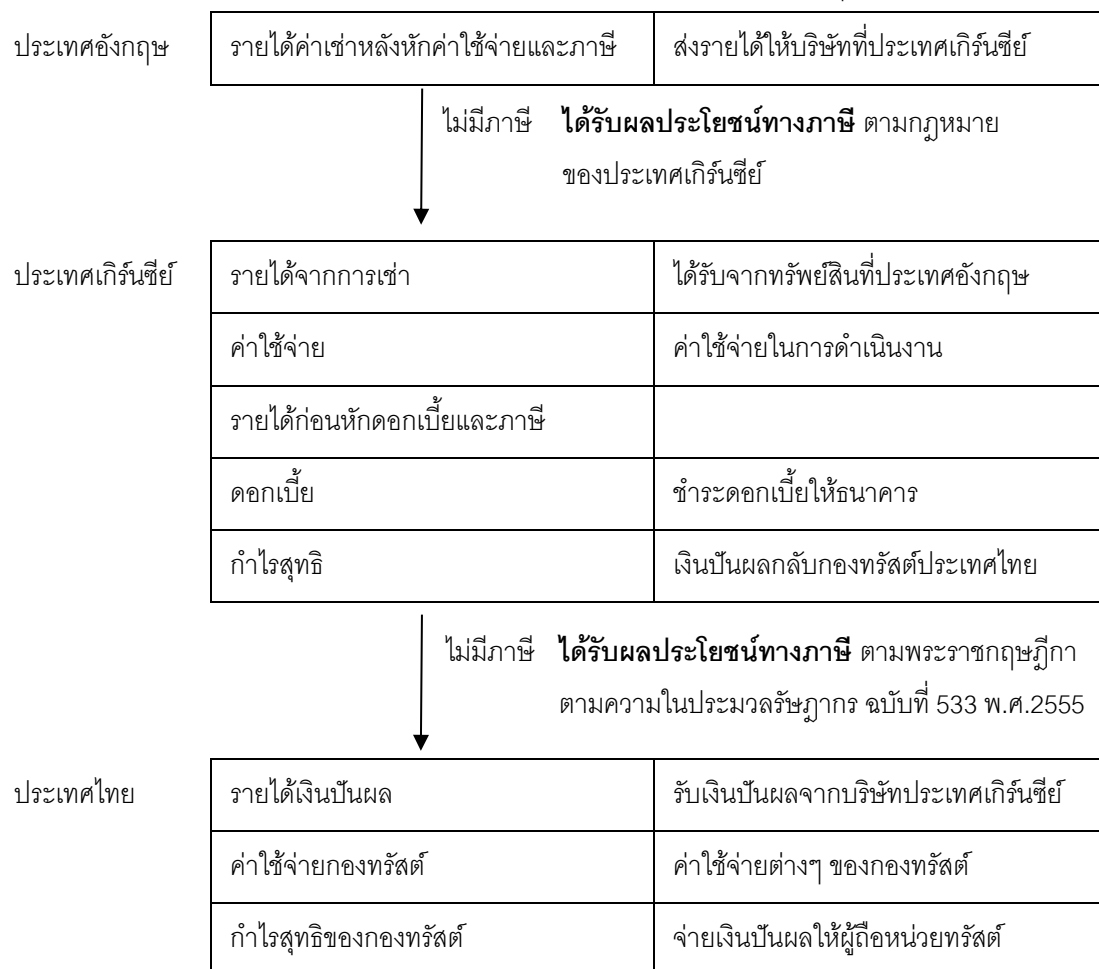 ประเทศอังกฤษ รายได้ค่าเช่าหลังหักค่าใช้จ่ายและภาษี ส่งรายได้ให้บริษัทที่ประเทศเกิร์นซีย์
ไม่มีภาษี ได้รับผลประโยชน์ทางภาษี ตามกฎหมาย
ของประเทศเกิร์นซีย์
ประเทศเกิร์นซีย์ รายได้จากการเช่า ได้รับจากทรัพย์สินที่ประเทศอังกฤษ
ค่าใช้จ่าย ค่าใช้จ่ายในการดำเนินงาน
รายได้ก่อนหักดอกเบี้ยและภาษี
ดอกเบี้ย ชำระดอกเบี้ยให้ธนาคาร
กำไรสุทธิ เงินปันผลกลับกองทรัสต์ประเทศไทย
ไม่มีภาษี ได้รับผลประโยชน์ทางภาษี ตามพระราชกฤษฎีกา
ตามความในประมวลรัษฎากร ฉบับที่ 533 พ.ศ.2555
ประเทศไทย รายได้เงินปันผล รับเงินปันผลจากบริษัทประเทศเกิร์นซีย์
ค่าใช้จ่ายกองทรัสต์ ค่าใช้จ่ายต่างๆ ของกองทรัสต์
กำไรสุทธิของกองทรัสต์ จ่ายเงินปันผลให้ผู้ถือหน่วยทรัสต์